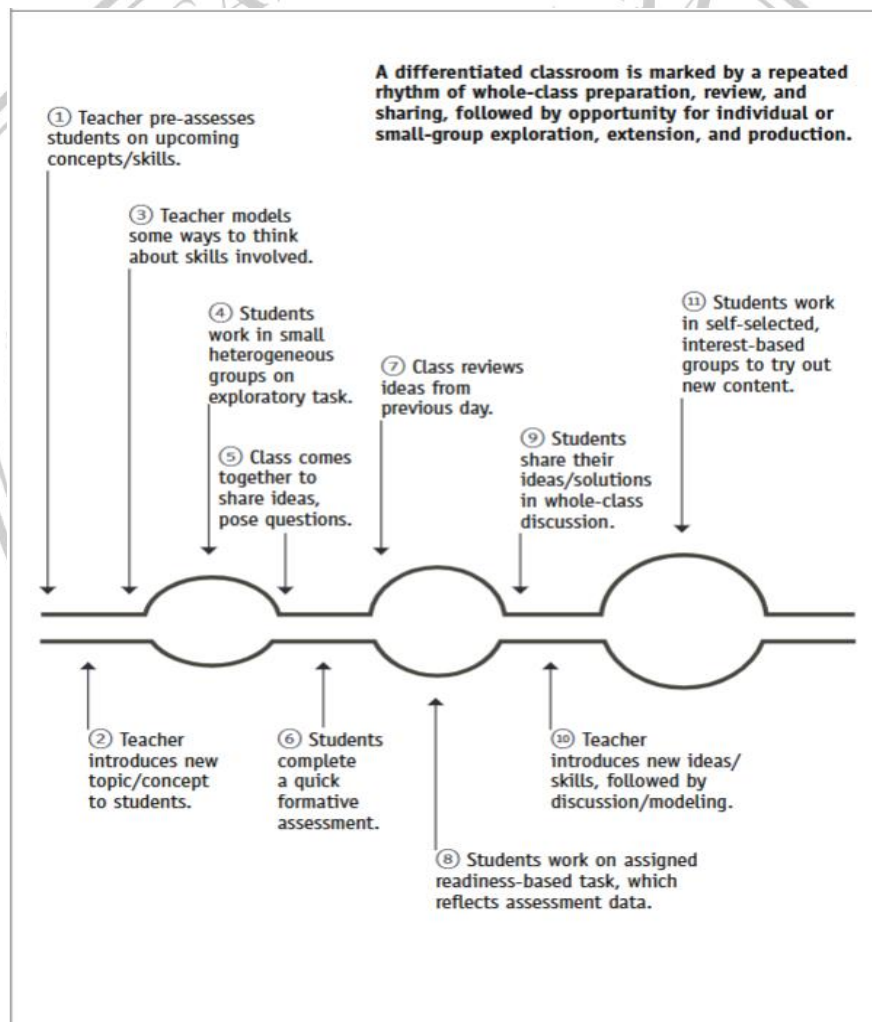 A differentiated classroom is marked by a repeated
rhythm of whole-class preparation, review, and
sharing, followed by opportunity for individual or
small-group exploration, extension, and production.
① Teacher pre-assesses
students on upcoming
concepts/skills.
③ Teacher models
some ways to think
about skills involved.
④ Students
work in small
heterogeneous
groups on
exploratory task.
⑤ Class comes
together to
share ideas,
pose questions.
⑦ Class reviews
ideas from
previous day.
⑨ Students
share their
ideas/solutions
in whole-class
discussion.
⑪ Students work
in self-selected,
interest-based
groups to try out
new content.
② Teacher
introduces new
topic/concept
to students.
⑥ Students
complete
a quick
formative
assessment.
⑧ Students work on assigned
readiness-based task, which
reflects assessment data.
⑩ Teacher
introduces new ideas/
skills, followed by
discussion/modeling.